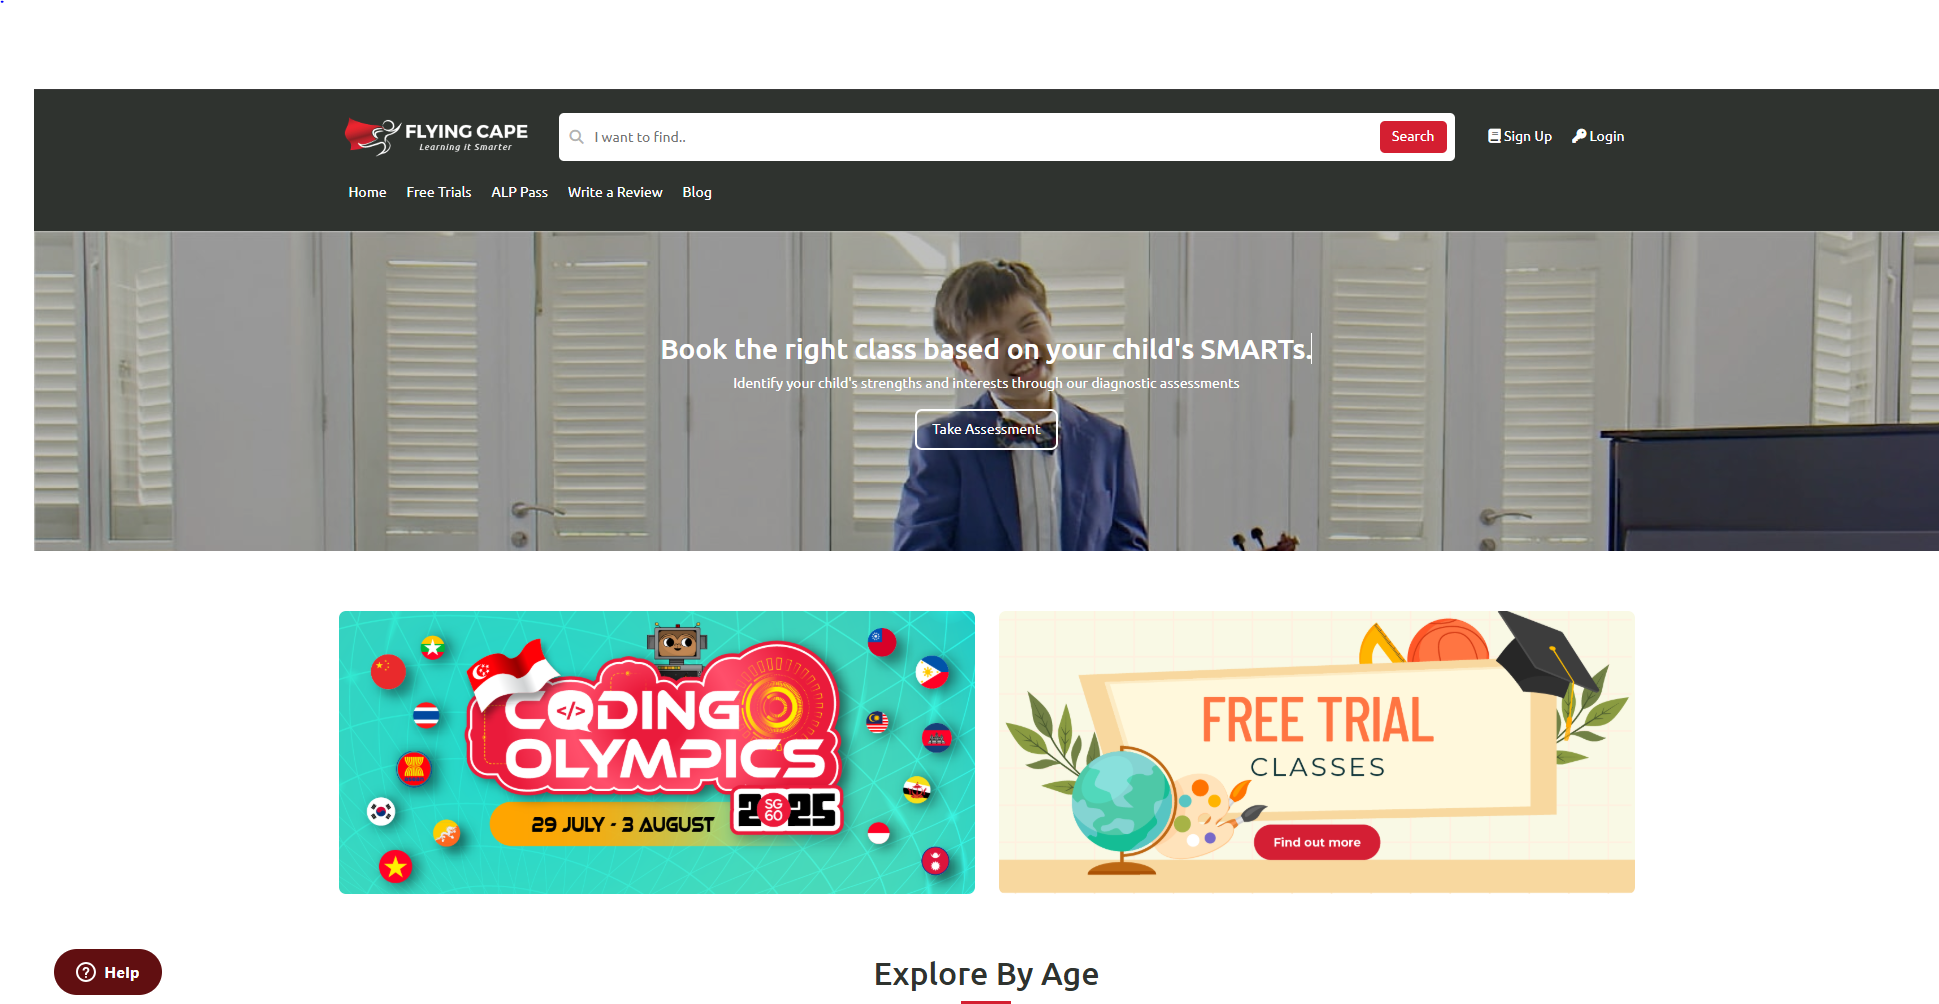 FLYING CAPE
Learning it Smarter
I want to find..
Search
Sign Up
Login
Home
Free Trials
ALP Pass
Write a Review
Blog
Book the right class based on your child's SMARTs.
Identify your child's strengths and interests through our diagnostic assessments
Take Assessment
CODING
OLYMPICS
2025
SG
60
29 JULY - 3 AUGUST
FREE TRIAL
CLASSES
Find out more
Help
Explore By Age